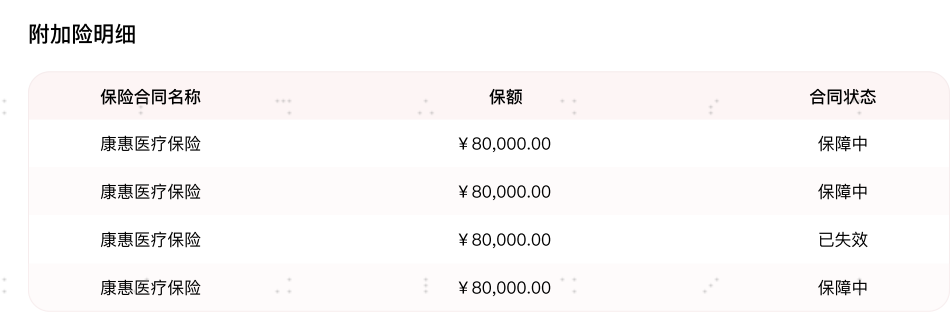 附加险明细
保险合同名称 保额 合同状态
康惠医疗保险 ¥80,000.00 保障中
康惠医疗保险 ¥80,000.00 保障中
康惠医疗保险 ¥80,000.00 已失效
康惠医疗保险 ¥80,000.00 保障中